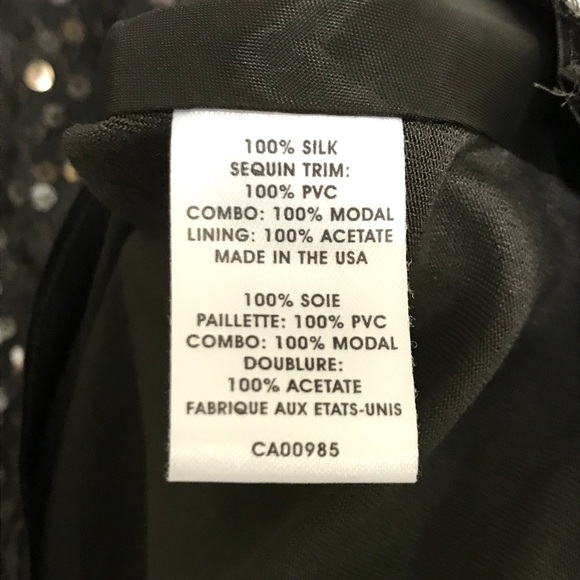 100% SILK
SEQUIN TRIM:
100% PVC
COMBO: 100% MODAL
LINING: 100% ACETATE
MADE IN THE USA
100% SOIE
PAILLETTE: 100% PVC
COMBO: 100% MODAL
DOUBLURE:
100% ACETATE
FABRIQUE AUX ETATS-UNIS
CA00985